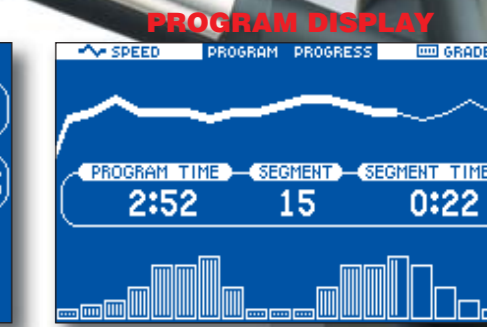 PROGRAM DISPLAY
SPEED PROGRAM PROGRESS GRADE
PROGRAM TIME SEGMENT SEGMENT TIME
2:52 15 0:22